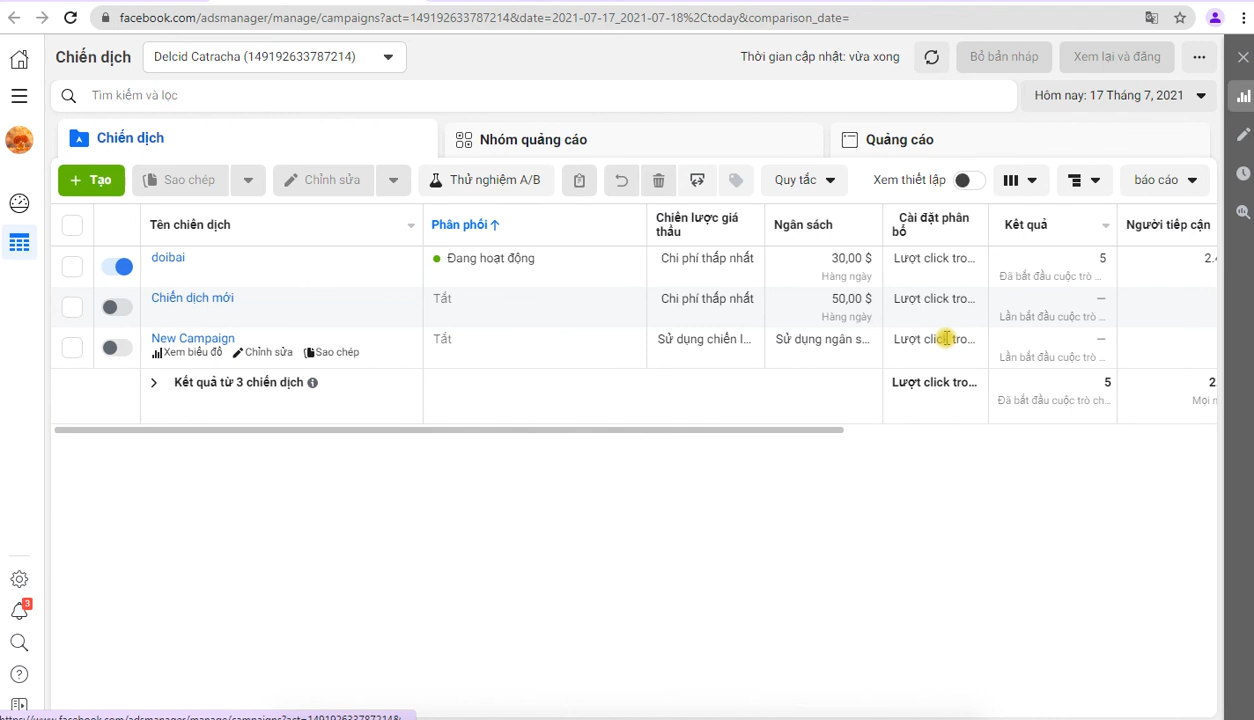 facebook.com/adsmanager/manage/campaigns?act=1491926337872​14&date=2021-07-17_2021-07-18%2Ctoday&comparison_date=
Chiến dịch
Delcid Catracha (149192633787214)
Thời gian cập nhật: vừa xong
Bỏ bản nháp
Xem lại và đăng
Tìm kiếm và lọc
Hôm nay: 17 Tháng 7, 2021
Chiến dịch
Nhóm quảng cáo
Quảng cáo
+ Tạo
Sao chép
Chỉnh sửa
Thử nghiệm A/B
Quy tắc
Xem thiết lập
báo cáo
Tên chiến dịch
Phân phối ↑
Chiến lược giá thầu
Ngân sách
Cài đặt phân bổ
Kết quả
Người tiếp cận
doibai
Đang hoạt động
Chi phí thấp nhất
30,00 $
Hàng ngày
Lượt click tro...
5
Đã bắt đầu cuộc trò ...
2.4
Chiến dịch mới
Tắt
Chi phí thấp nhất
50,00 $
Hàng ngày
Lượt click tro...
—
Lần bắt đầu cuộc trò ...
New Campaign
Xem biểu đồ
Chỉnh sửa
Sao chép
Tắt
Sử dụng chiến l...
Sử dụng ngân s...
Lượt click tro...
—
Lần bắt đầu cuộc trò ...
Kết quả từ 3 chiến dịch
Lượt click tro...
5
Đã bắt đầu cuộc trò ch...
2
Mọi n
3